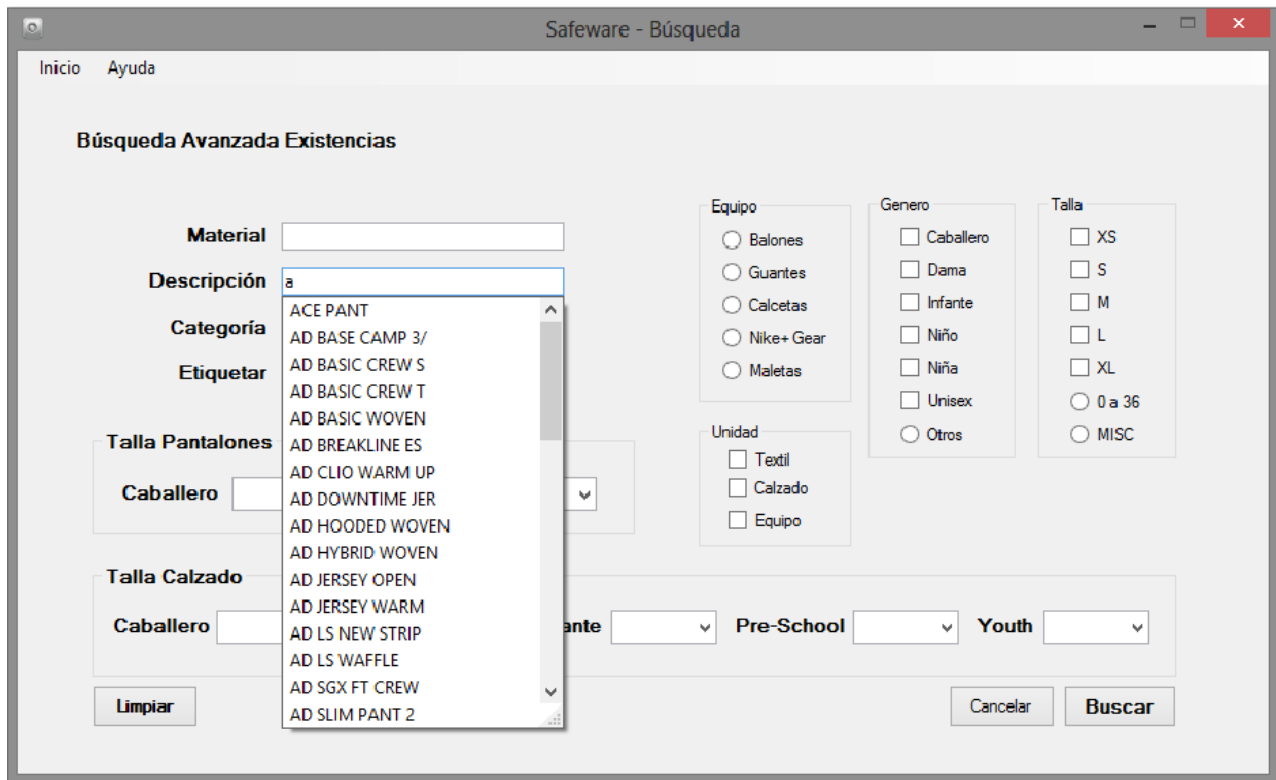 Safeware - Búsqueda
Inicio Ayuda
Búsqueda Avanzada Existencias
Material
Descripción a
Categoría
Etiquetar
ACE PANT
AD BASE CAMP 3/
AD BASIC CREW S
AD BASIC CREW T
AD BASIC WOVEN
AD BREAKLINE ES
AD CLIO WARM UP
AD DOWNTIME JER
AD HOODED WOVEN
AD HYBRID WOVEN
AD JERSEY OPEN
AD JERSEY WARM
AD LS NEW STRIP
AD LS WAFFLE
AD SGX FT CREW
AD SLIM PANT 2
Equipo
Balones
Guantes
Calcetas
Nike+ Gear
Maletas
Genero
Caballero
Dama
Infante
Niño
Niña
Unisex
Otros
Talla
XS
S
M
L
XL
0 a 36
MISC
Unidad
Textil
Calzado
Equipo
Talla Pantalones
Caballero
Talla Calzado
Caballero ante Pre-School Youth
Limpiar Cancelar Buscar